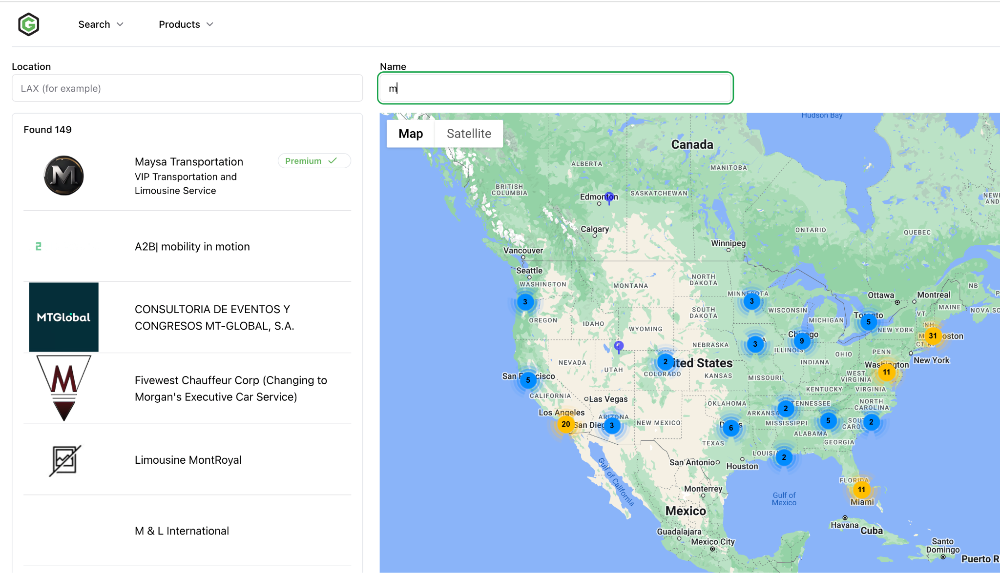 Search
Products
Location
Name
LAX (for example)
m
Found 149
M
Maysa Transportation
Premium
VIP Transportation and
Limousine Service
2
A2B| mobility in motion
MTGlobal
CONSULTORIA DE EVENTOS Y
CONGRESOS MT-GLOBAL, S.A.
M
Fivewest Chauffeur Corp (Changing to
Morgan's Executive Car Service)
Limousine MontRoyal
M & L International
Map
Satellite
Hudson Bay
Canada
ALBERTA
MANITOBA
BRITISH
COLUMBIA
Edmonton
SASKATCHEWAN
NEW
AND
Calgary
ONTARIO
QUEBEC
Winnipeg
Vancouver
Seattle
WASHINGTON
MONTANA
NORTH
DAKOTA
NB
3
MINNESOTA
3
Ottawa
Montreal
OREGON
IDAHO
SOUTH
DAKOTA
WISCONSIN
MAINE
NOVA SC
WYOMING
MICHIGAN
Toronto
5
VT
NH
NEW YORK
31
oston
CT
NEBRASKA
3
Chicago
9
ILLINOIS
OHIO
PENN
New York
NEVADA
UTAH
2
ited States
COLORADO
KANSAS
INDIANA
Washington
11
San Francisco
5
MISSOURI
WEST
VIRGINIA
CALIFORNIA
KENTUCKY
VIRGINIA
Las Vegas
OKLAHOMA
2
TENNESSEE
NORTH
CAROLINA
Los Angeles
20
San Dieg
ARIZONA
3
NEW MEXICO
ARKANSA
MISSISSIPPI
5
2
6
ALABAMA
TEXAS
GEORGIA
San Antonio
Houston
LOUISIA
2
Gulf of California
FLORIDA
11
Miami
Monterrey
Gulf of
Mexico
Mexico
Havana
Cuba
Guadalajara
Mexico City
Santo
Domingo
Puerto R